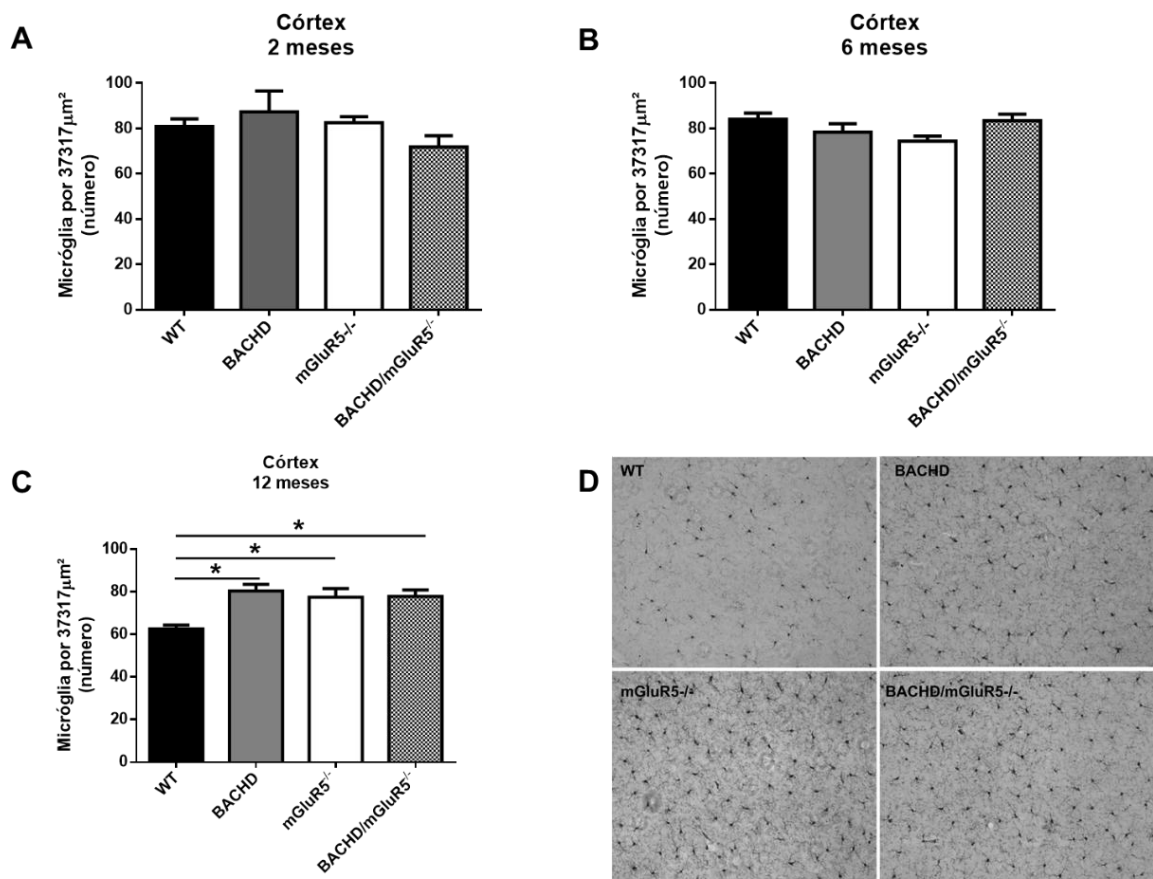 A
Córtex
2 meses
Micróglia por 37317µm²
(número)
100
80
60
40
20
0
WT
BACHD
mGluR5-/-
BACHD/mGluR5-/-
B
Córtex
6 meses
Micróglia por 37317µm²
(número)
100
80
60
40
20
0
WT
BACHD
mGluR5-/-
BACHD/mGluR5-/-
C
Córtex
12 meses
Micróglia por 37317µm²
(número)
100
80
60
40
20
0
*
*
*
WT
BACHD
mGluR5-/-
BACHD/mGluR5-/-
D
WT
BACHD
mGluR5-/-
BACHD/mGluR5-/-